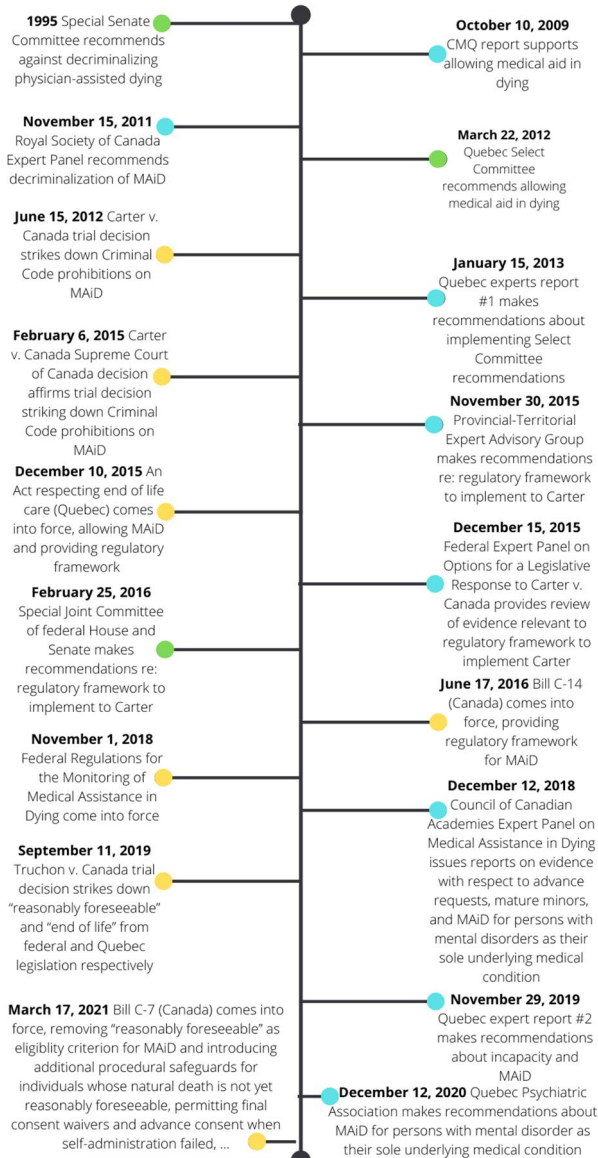 1995 Special Senate
Committee recommends
against decriminalizing
physician-assisted dying
October 10, 2009
CMQ report supports
allowing medical aid in
dying
November 15, 2011
Royal Society of Canada
Expert Panel recommends
decriminalization of MAiD
March 22, 2012
Quebec Select
Committee
recommends allowing
medical aid in dying
June 15, 2012 Carter v.
Canada trial decision
strikes down Criminal
Code prohibitions on
MAiD
January 15, 2013
Quebec experts report
#1 makes
recommendations about
implementing Select
Committee
recommendations
February 6, 2015 Carter
v. Canada Supreme Court
of Canada decision
affirms trial decision
striking down Criminal
Code prohibitions on
MAiD
November 30, 2015
Provincial-Territorial
Expert Advisory Group
makes recommendations
re: regulatory framework
to implement to Carter
December 10, 2015 An
Act respecting end of life
care (Quebec) comes
into force, allowing MAiD
and providing regulatory
framework
December 15, 2015
Federal Expert Panel on
Options for a Legislative
Response to Carter v.
Canada provides review
of evidence relevant to
regulatory framework to
implement Carter
February 25, 2016
Special Joint Committee
of federal House and
Senate makes
recommendations re:
regulatory framework to
implement to Carter
June 17, 2016 Bill C-14
(Canada) comes into
force, providing
regulatory framework
for MAiD
November 1, 2018
Federal Regulations for
the Monitoring of
Medical Assistance in
Dying come into force
December 12, 2018
Council of Canadian
Academies Expert Panel on
Medical Assistance in Dying
issues reports on evidence
with respect to advance
requests, mature minors,
and MAiD for persons with
mental disorders as their
sole underlying medical
condition
September 11, 2019
Truchon v. Canada trial
decision strikes down
“reasonably foreseeable”
and “end of life” from
federal and Quebec
legislation respectively
November 29, 2019
Quebec expert report #2
makes recommendations
about incapacity and
MAiD
December 12, 2020 Quebec Psychiatric
Association makes recommendations about
MAiD for persons with mental disorder as
their sole underlying medical condition
March 17, 2021 Bill C-7 (Canada) comes into
force, removing “reasonably foreseeable” as
eligiblity criterion for MAiD and introducing
additional procedural safeguards for
individuals whose natural death is not yet
reasonably foreseeable, permitting final
consent waivers and advance consent when
self-administration failed, ...